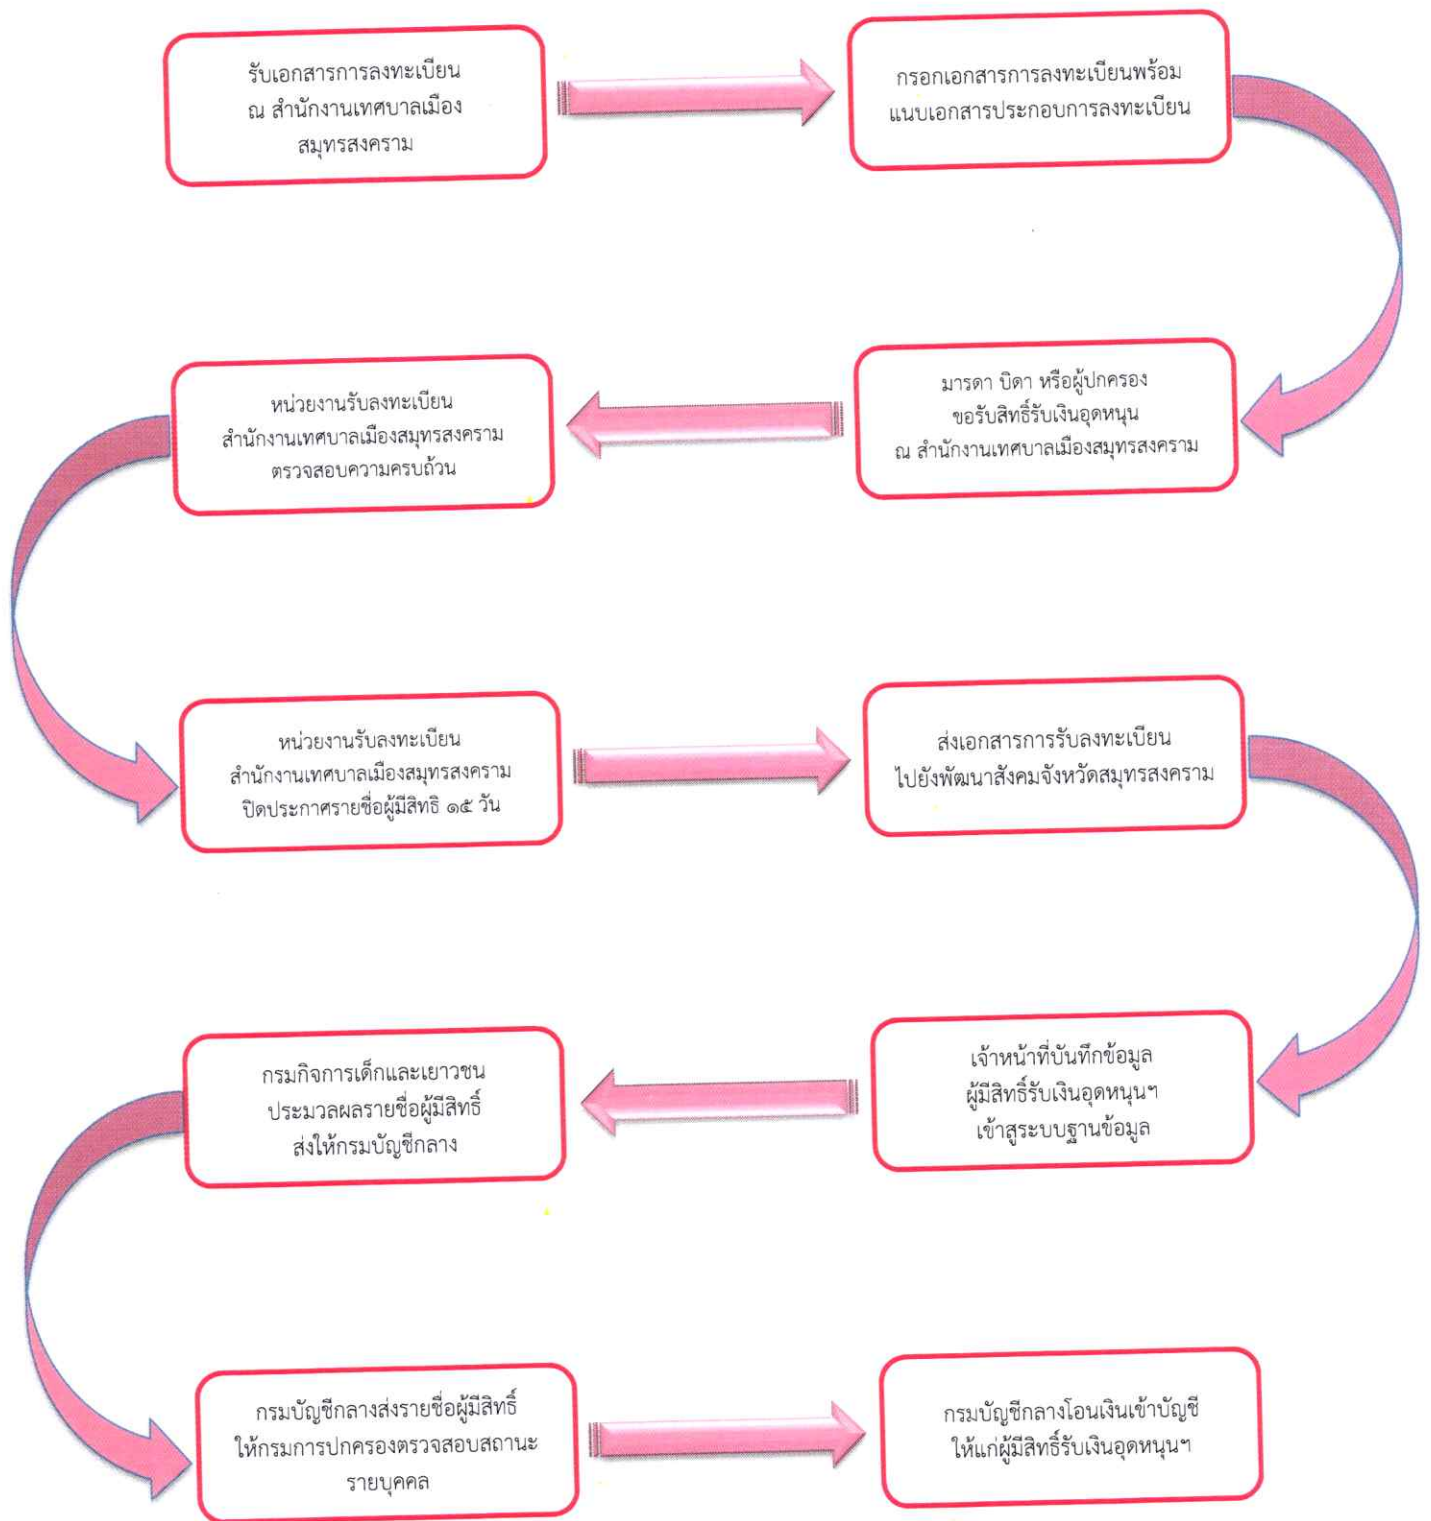 รับเอกสารการลงทะเบียน
ณ สำนักงานเทศบาลเมือง
สมุทรสงคราม
กรอกเอกสารการลงทะเบียนพร้อม
แนบเอกสารประกอบการลงทะเบียน
มารดา บิดา หรือผู้ปกครอง
ขอรับสิทธิ์รับเงินอุดหนุน
ณ สำนักงานเทศบาลเมืองสมุทรสงคราม
หน่วยงานรับลงทะเบียน
สำนักงานเทศบาลเมืองสมุทรสงคราม
ตรวจสอบความครบถ้วน
หน่วยงานรับลงทะเบียน
สำนักงานเทศบาลเมืองสมุทรสงคราม
ปิดประกาศรายชื่อผู้มีสิทธิ ๑๕ วัน
ส่งเอกสารการรับลงทะเบียน
ไปยังพัฒนาสังคมจังหวัดสมุทรสงคราม
เจ้าหน้าที่บันทึกข้อมูล
ผู้มีสิทธิ์รับเงินอุดหนุนฯ
เข้าสูระบบฐานข้อมูล
กรมกิจการเด็กและเยาวชน
ประมวลผลรายชื่อผู้มีสิทธิ์
ส่งให้กรมบัญชีกลาง
กรมบัญชีกลางส่งรายชื่อผู้มีสิทธิ์
ให้กรมการปกครองตรวจสอบสถานะ
รายบุคคล
กรมบัญชีกลางโอนเงินเข้าบัญชี
ให้แก่ผู้มีสิทธิ์รับเงินอุดหนุนฯ